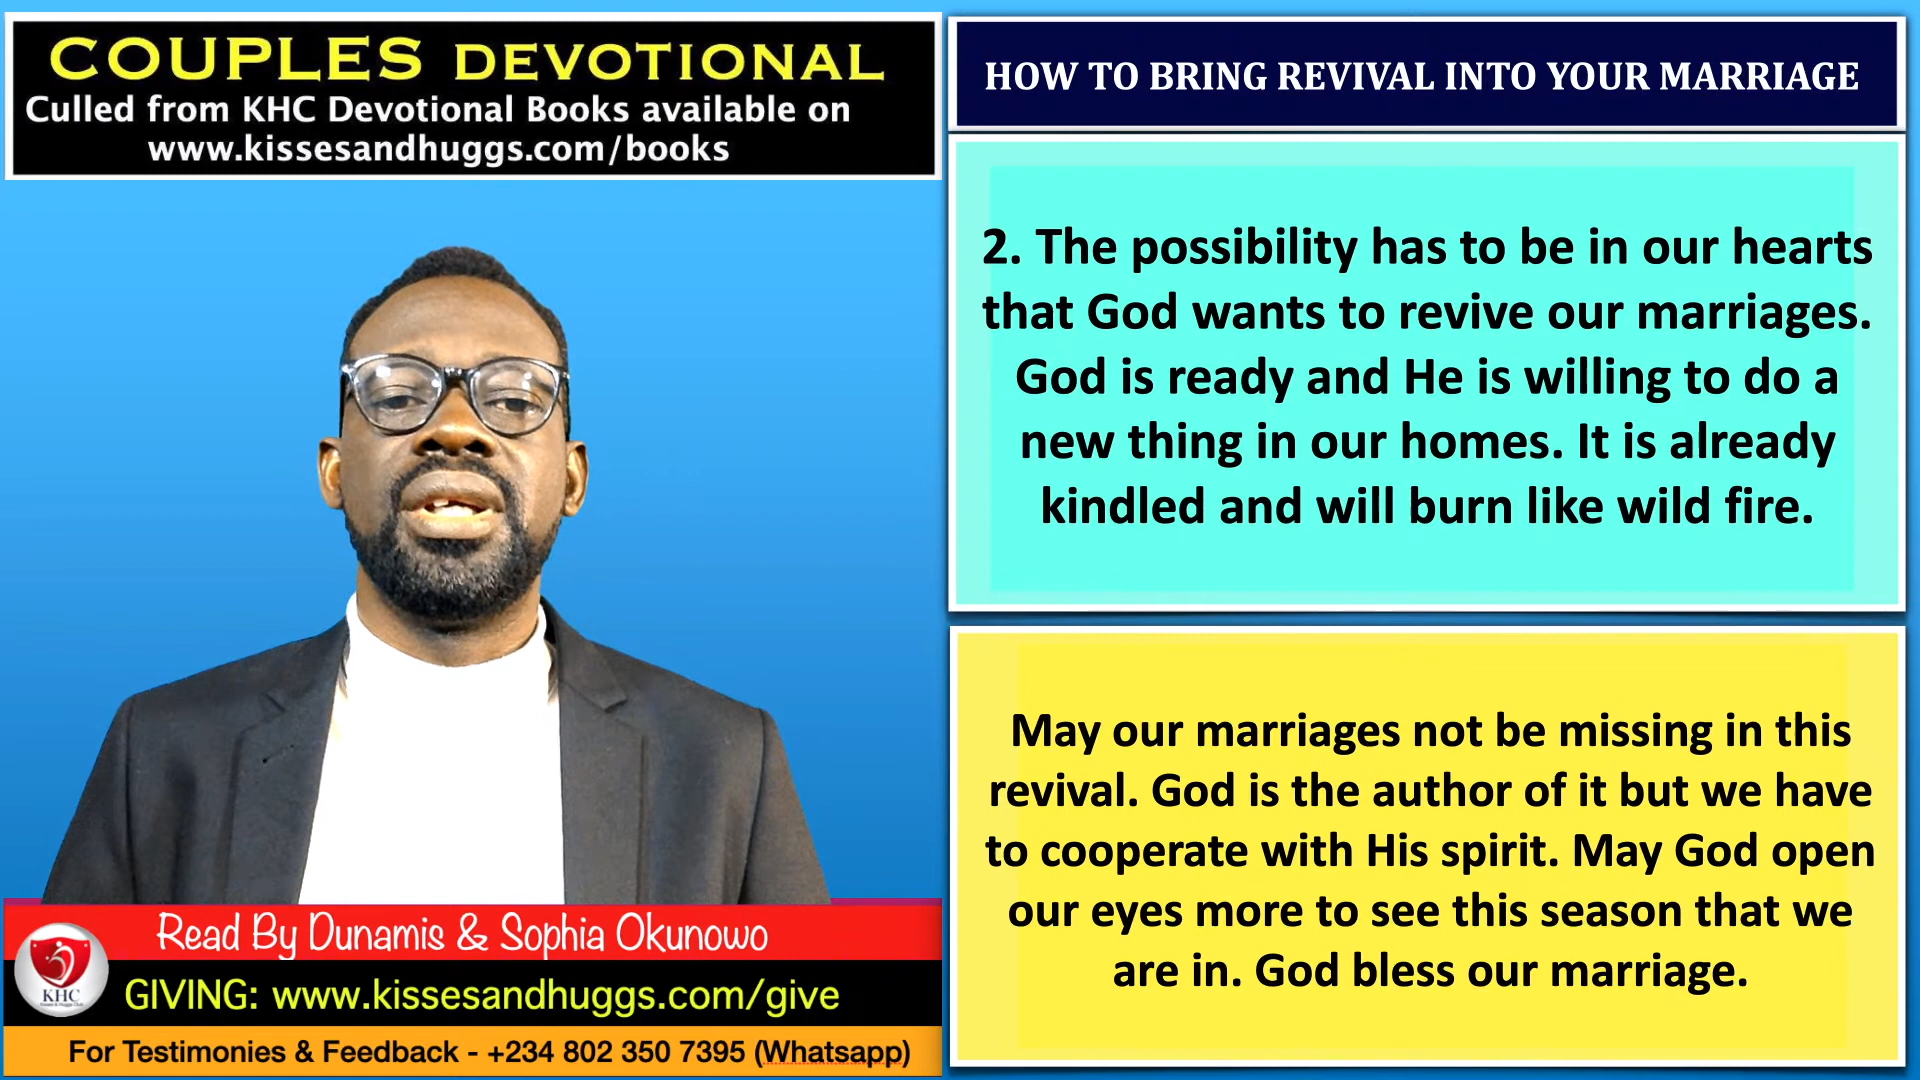 COUPLES DEVOTIONAL
Culled from KHC Devotional Books available on
www.kissesandhuggs.com/books
HOW TO BRING REVIVAL INTO YOUR MARRIAGE
2. The possibility has to be in our hearts
that God wants to revive our marriages.
God is ready and He is willing to do a
new thing in our homes. It is already
kindled and will burn like wild fire.
May our marriages not be missing in this
revival. God is the author of it but we have
to cooperate with His spirit. May God open
our eyes more to see this season that we
are in. God bless our marriage.
Read By Dunamis & Sophia Okunowo
KHC
GIVING: www.kissesandhuggs.com/give
For Testimonies & Feedback - +234 802 350 7395 (Whatsapp)